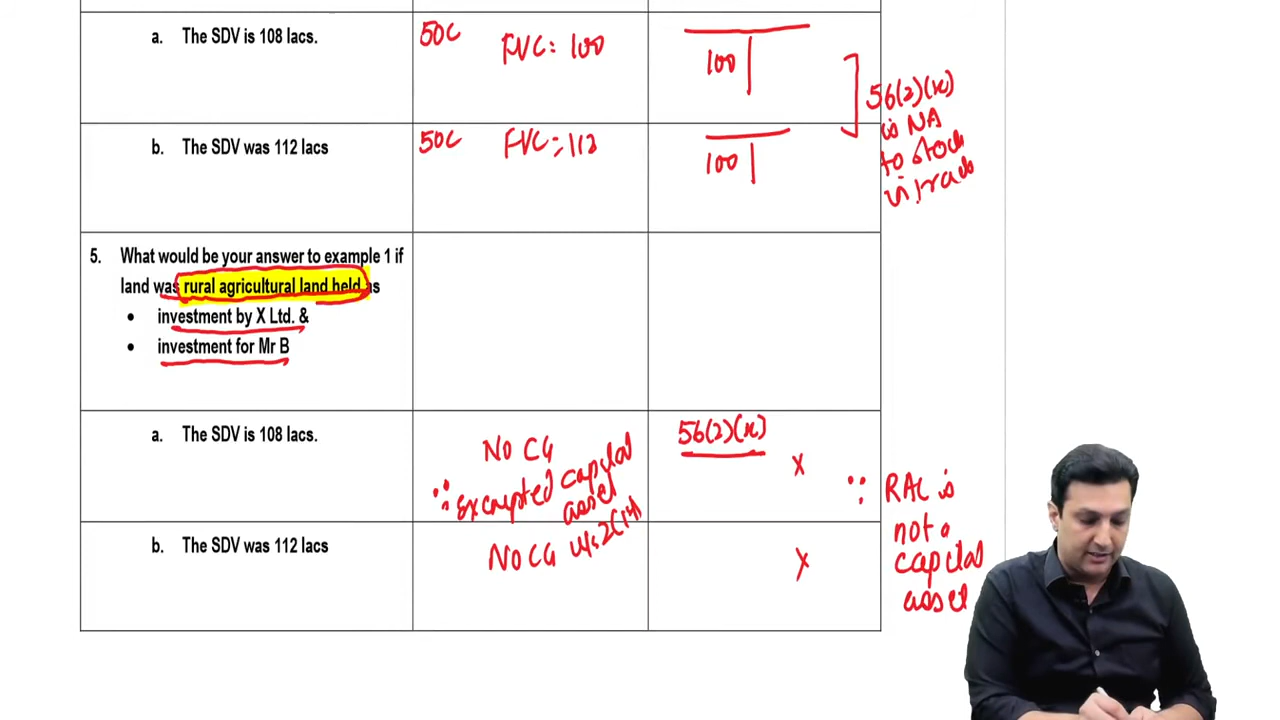 a. The SDV is 108 lacs.
50C
FVC: 100
100
56(2)(x)
is NA
to stock
in trade
b. The SDV was 112 lacs
50C
FVC = 112
100
5. What would be your answer to example 1 if
land was rural agricultural land held as
• investment by X Ltd. &
• investment for Mr B
a. The SDV is 108 lacs.
No CG
∵ excepted capital
asset
u/s 2(14)
56(2)(x)
x
∵ RAL is
not a
capital
asset
b. The SDV was 112 lacs
No CG
x